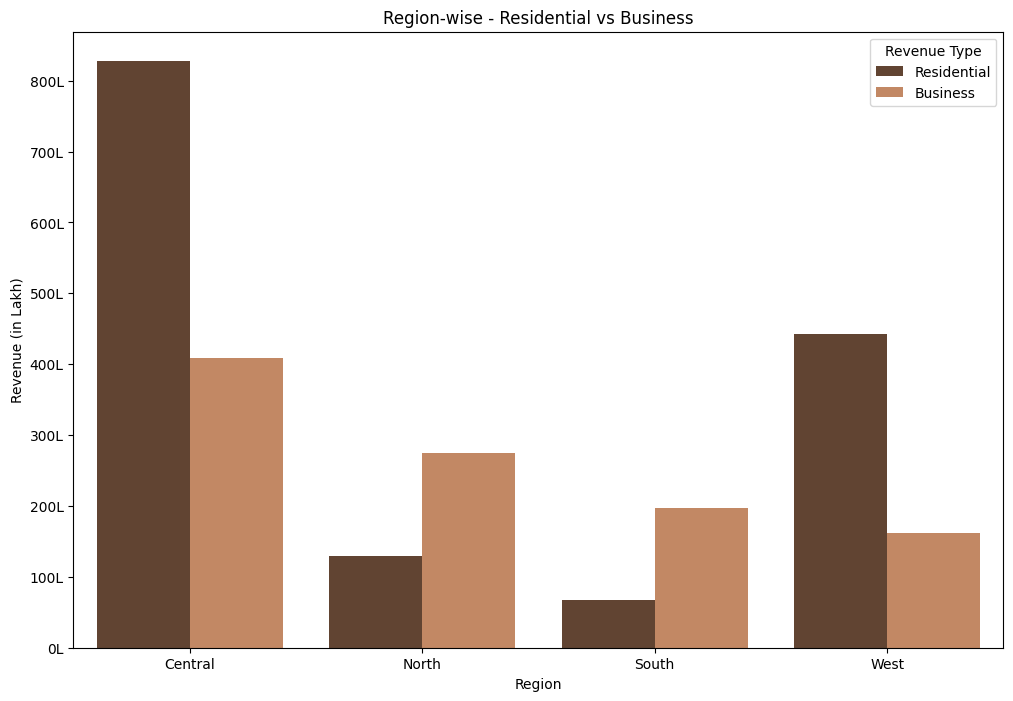 Region-wise - Residential vs Business
Revenue Type
Residential
Business
800L
700L
600L
500L
400L
300L
200L
100L
0L
Revenue (in Lakh)
Central
North
South
West
Region